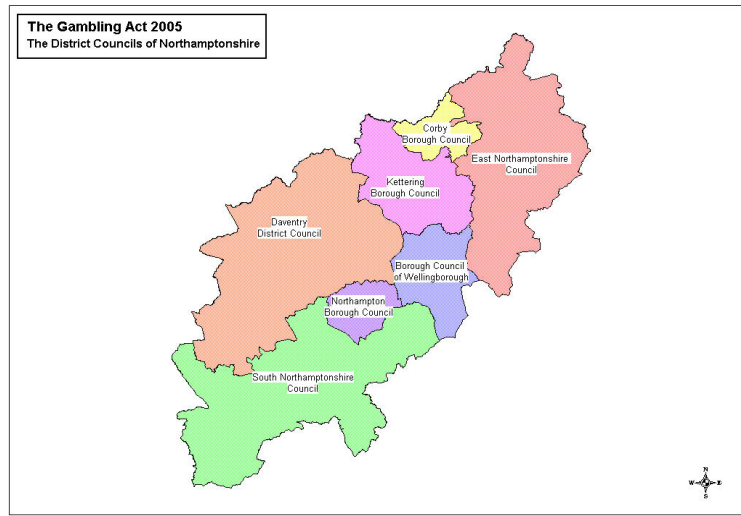 The Gambling Act 2005
The District Councils of Northamptonshire
Corby
Borough Council
East Northamptonshire
Council
Kettering
Borough Council
Daventry
District Council
Borough Council
of Wellingborough
Northampton
Borough Council
South Northamptonshire
Council
N
W E
S